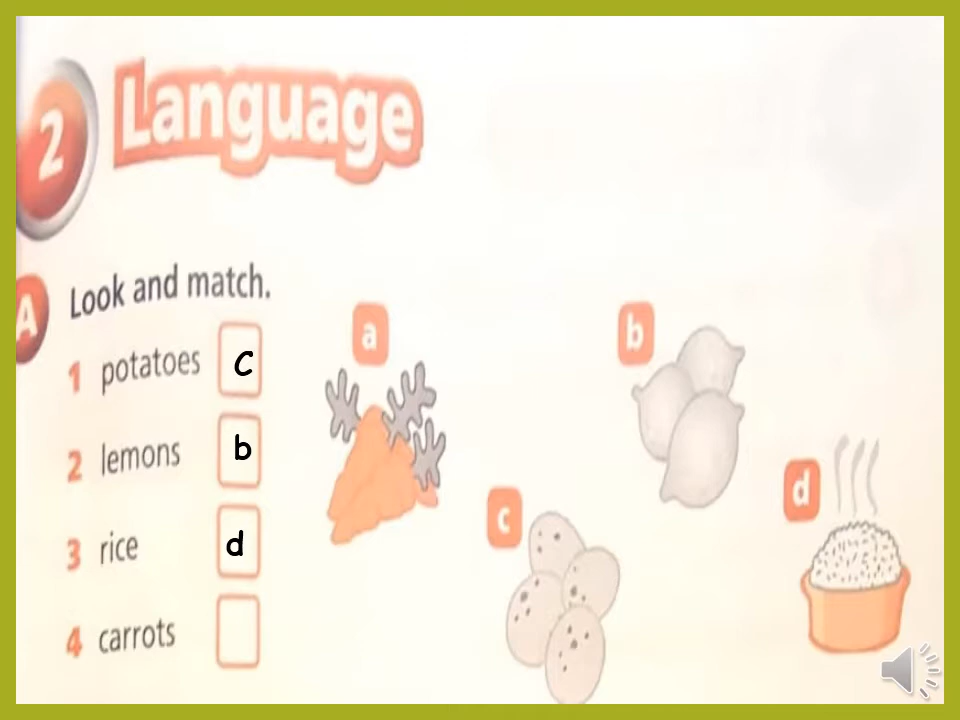 2 Language
A Look and match.
1 potatoes C
2 lemons b
3 rice d
4 carrots
a
b
c
d